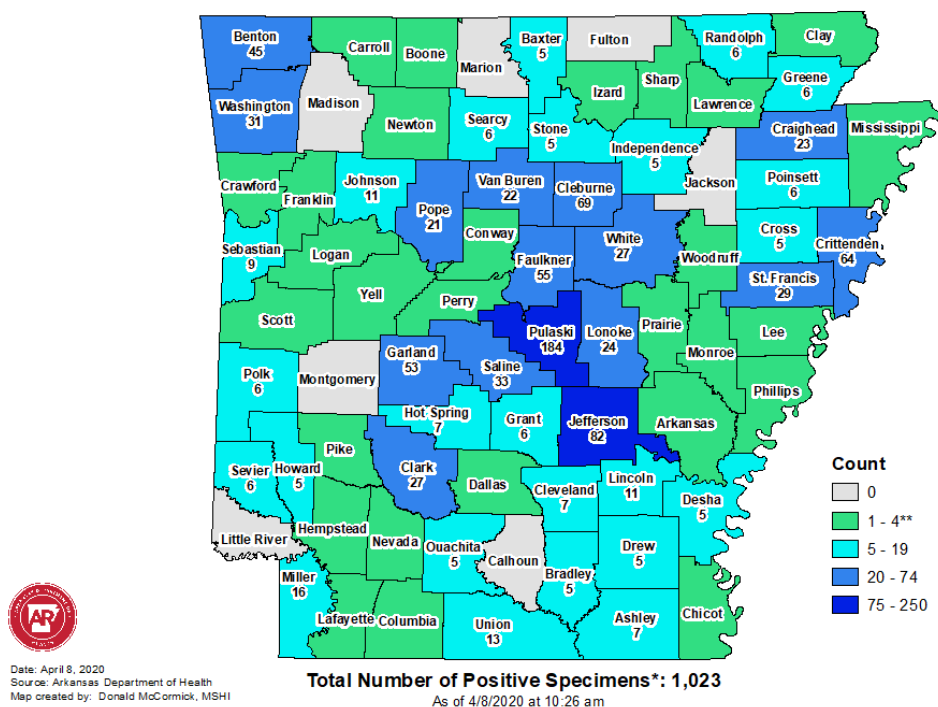 Benton
45
Carroll
Boone
Marion
Baxter
5
Fulton
Randolph
6
Clay
Washington
31
Madison
Newton
Searcy
6
Stone
5
Izard
Sharp
Lawrence
Greene
6
Independence
5
Jackson
Craighead
23
Mississippi
Crawford
Franklin
Johnson
11
Pope
21
Van Buren
22
Cleburne
69
Poinsett
6
Sebastian
9
Logan
Conway
Faulkner
55
White
27
Woodruff
Cross
5
Crittenden
64
St. Francis
29
Scott
Yell
Perry
Pulaski
184
Lonoke
24
Prairie
Monroe
Lee
Phillips
Polk
6
Montgomery
Garland
53
Saline
33
Hot Spring
7
Grant
6
Jefferson
82
Arkansas
Sevier
6
Howard
5
Pike
Clark
27
Dallas
Cleveland
7
Lincoln
11
Desha
5
Little River
Hempstead
Nevada
Ouachita
5
Calhoun
Bradley
5
Drew
5
Miller
16
Lafayette
Columbia
Union
13
Ashley
7
Chicot
Count
0
1 - 4**
5 - 19
20 - 74
75 - 250
AR
Date: April 8, 2020
Source: Arkansas Department of Health
Map created by: Donald McCormick, MSHI
Total Number of Positive Specimens*: 1,023
As of 4/8/2020 at 10:26 am